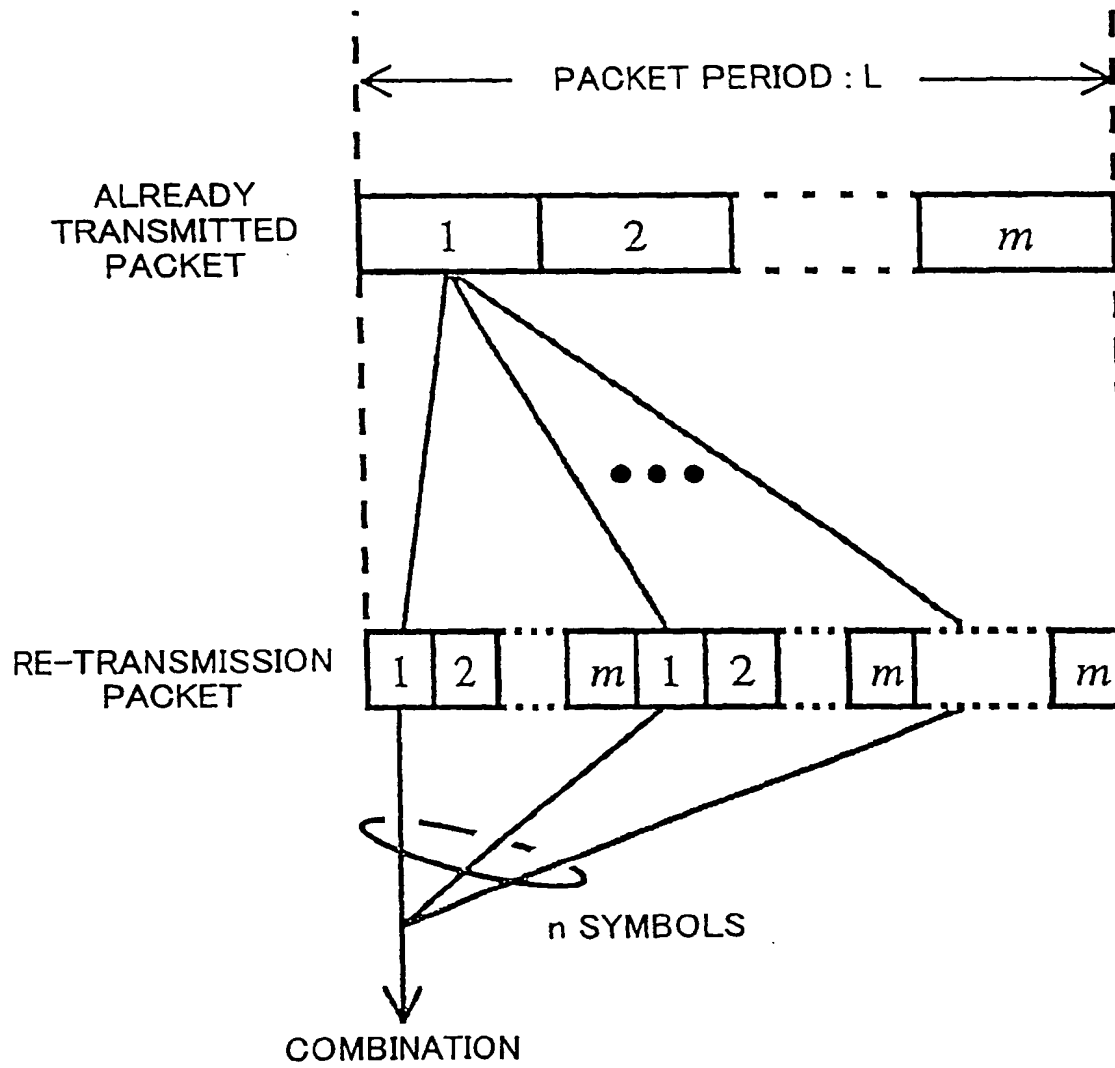 PACKET PERIOD : L
ALREADY
TRANSMITTED
PACKET
1 2 m
RE-TRANSMISSION
PACKET
1 2 m 1 2 m m
n SYMBOLS
COMBINATION